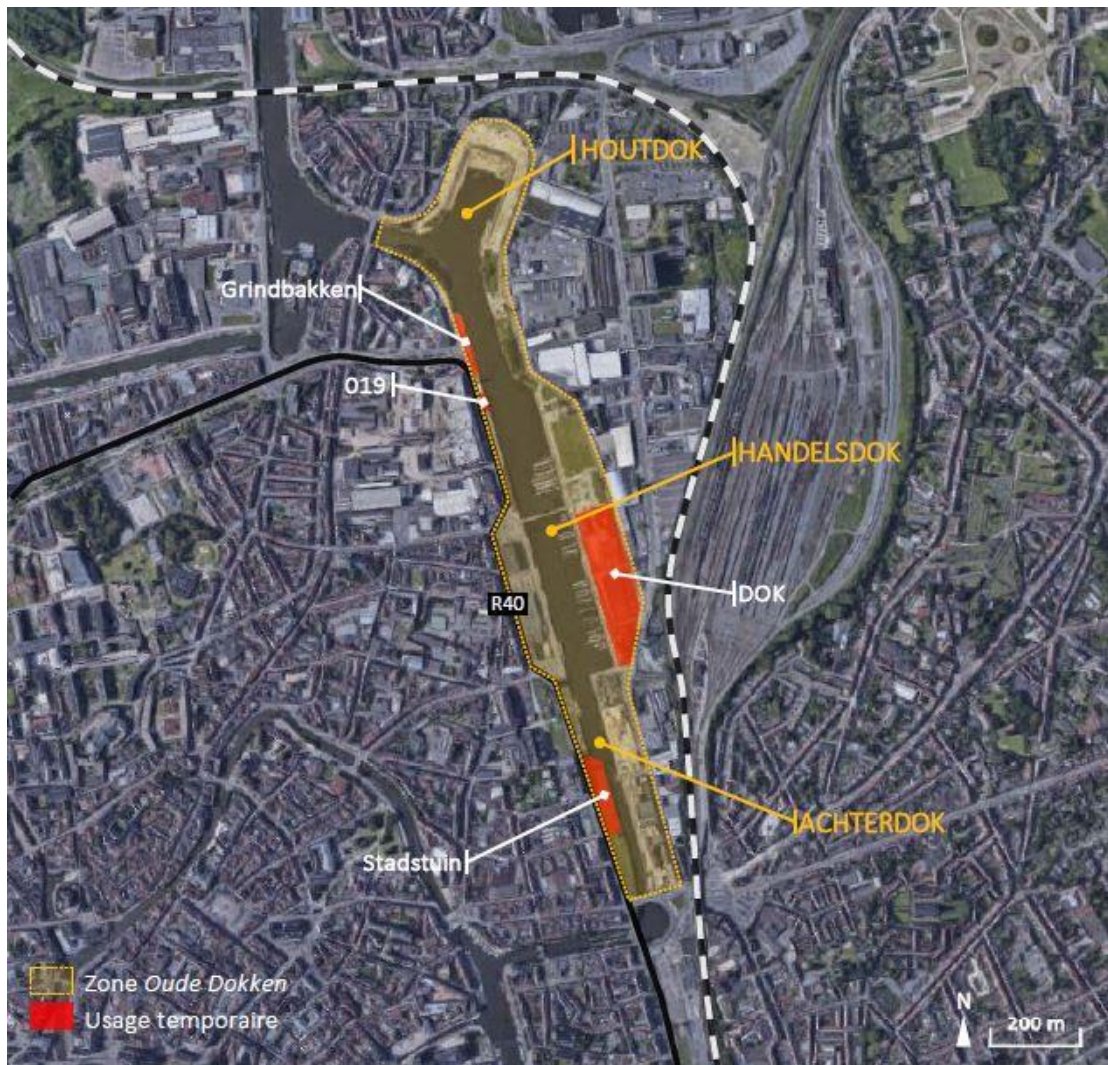 HOUTDOK
Grindbakken
019
HANDELSDOK
DOK
R40
ACHTERDOK
Stadstuin
Zone Oude Dokken
Usage temporaire
N
200 m